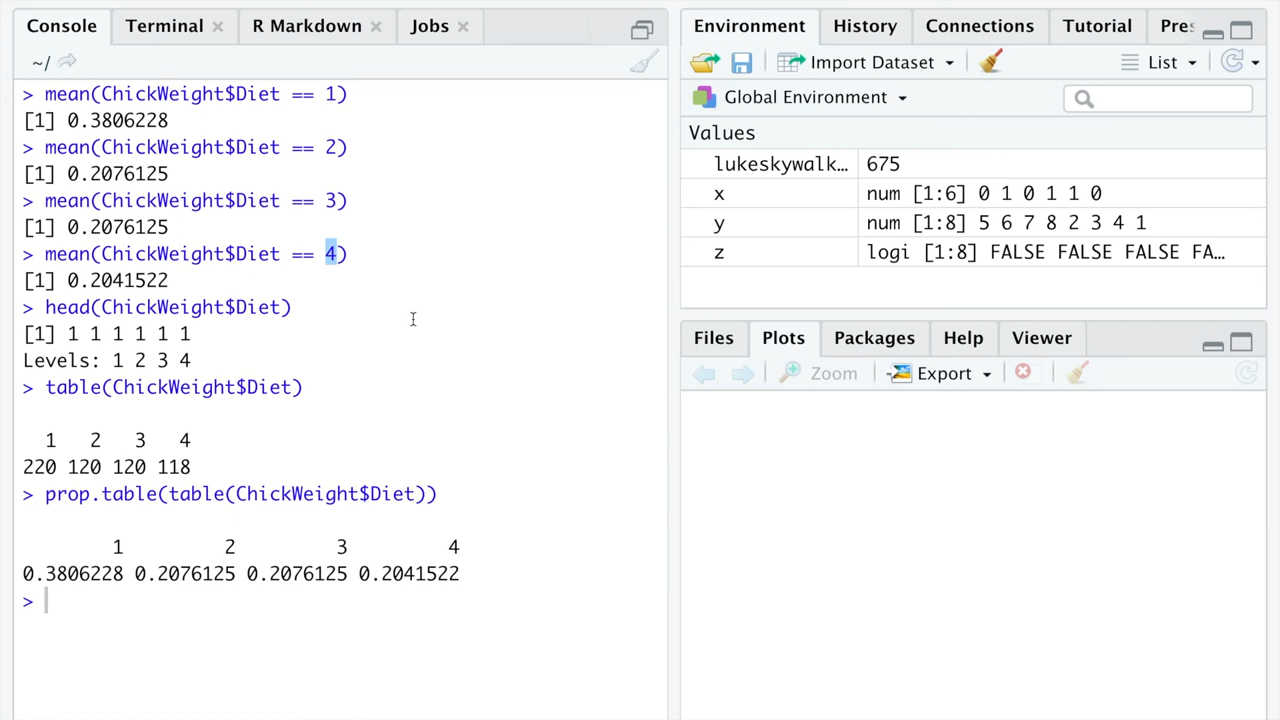 Console Terminal R Markdown Jobs
~/
> mean(ChickWeight$Diet == 1)
[1] 0.3806228
> mean(ChickWeight$Diet == 2)
[1] 0.2076125
> mean(ChickWeight$Diet == 3)
[1] 0.2076125
> mean(ChickWeight$Diet == 4)
[1] 0.2041522
> head(ChickWeight$Diet)
[1] 1 1 1 1 1 1
Levels: 1 2 3 4
> table(ChickWeight$Diet)
1 2 3 4
220 120 120 118
> prop.table(table(ChickWeight$Diet))
1 2 3 4
0.3806228 0.2076125 0.2076125 0.2041522
>
Environment History Connections Tutorial Pres
Import Dataset List
Global Environment
Values
lukeskywalk… 675
x num [1:6] 0 1 0 1 1 0
y num [1:8] 5 6 7 8 2 3 4 1
z logi [1:8] FALSE FALSE FALSE FA…
Files Plots Packages Help Viewer
Zoom Export